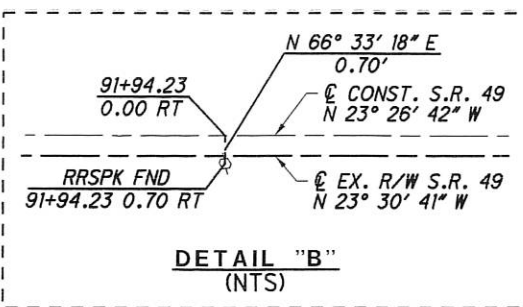 N 66° 33' 18" E
0.70'
91+94.23
0.00 RT
℄ CONST. S.R. 49
N 23° 26' 42" W
RRSPK FND
91+94.23 0.70 RT
℄ EX. R/W S.R. 49
N 23° 30' 41" W
DETAIL "B"
(NTS)